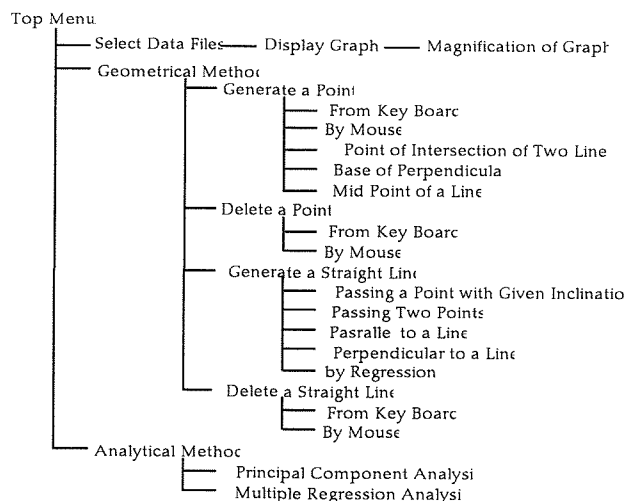 Top Menu
Select Data Files Display Graph Magnification of Graph
Geometrical Method
Generate a Point
From Key Board
By Mouse
Point of Intersection of Two Line
Base of Perpendicula
Mid Point of a Line
Delete a Point
From Key Board
By Mouse
Generate a Straight Line
Passing a Point with Given Inclinatio
Passing Two Points
Pasralle to a Line
Perpendicular to a Line
by Regression
Delete a Straight Line
From Key Board
By Mouse
Analytical Method
Principal Component Analysi
Multiple Regression Analysi